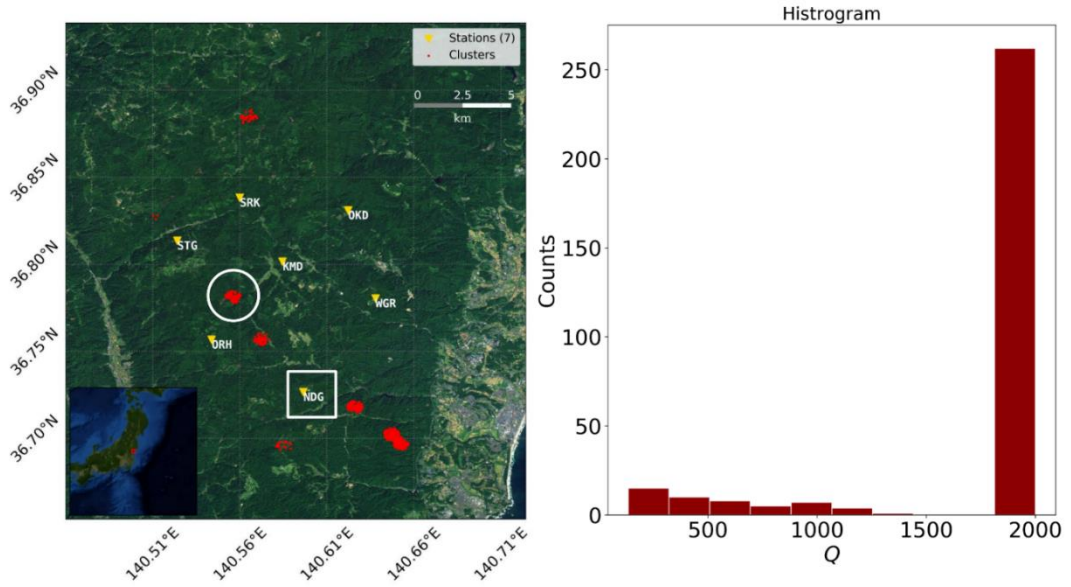 Histrogram
Stations (7)
Clusters
0 2.5 5
km
36.90°N
36.85°N
36.80°N
36.75°N
36.70°N
SRK
OKD
STG
KMD
WGR
ORH
NDG
140.51°E
140.56°E
140.61°E
140.66°E
140.71°E
Counts
250
200
150
100
50
0
500
1000
1500
2000
Q